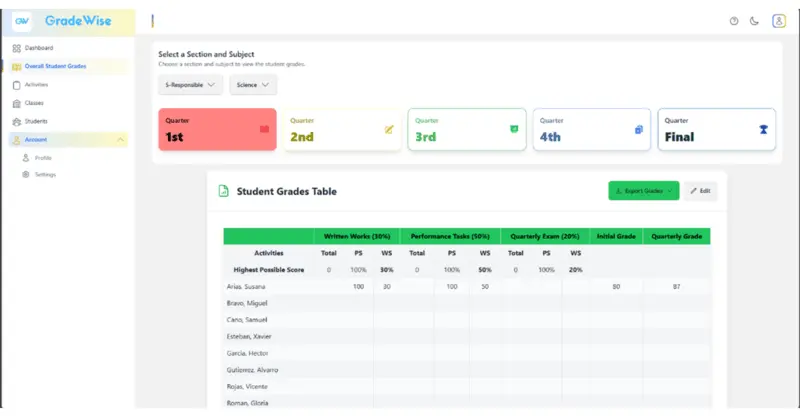 GW GradeWise
Dashboard
Overall Student Grades
Activities
Classes
Students
Account
Profile
Settings
Select a Section and Subject
Choose a section and subject to view the student grades.
5-Responsible
Science
Quarter
1st
Quarter
2nd
Quarter
3rd
Quarter
4th
Quarter
Final
Student Grades Table
Export Grades
Edit
Written Works (30%) Performance Tasks (50%) Quarterly Exam (20%) Initial Grade Quarterly Grade
Activities Total PS WS Total PS WS Total PS WS
Highest Possible Score 0 100% 30% 0 100% 50% 0 100% 20%
Arias, Susana 100 30 100 50 80 87
Bravo, Miguel
Cano, Samuel
Esteban, Xavier
Garcia, Héctor
Gutierrez, Alvarro
Rojas, Vicente
Roman, Gloria